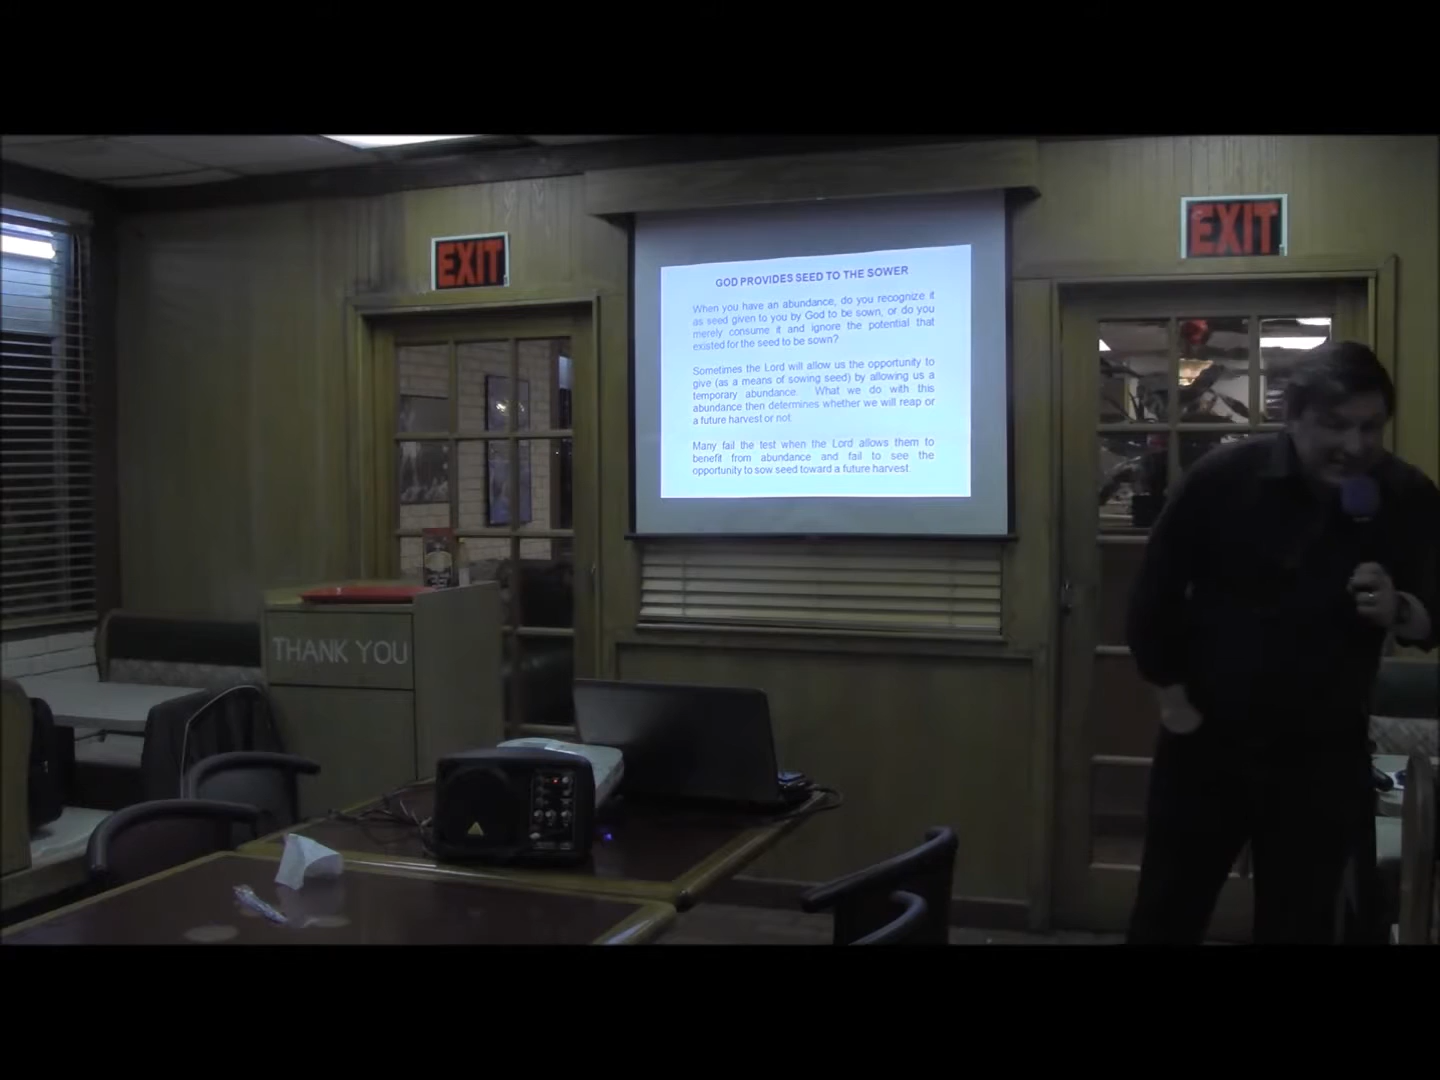 EXIT
EXIT
GOD PROVIDES SEED TO THE SOWER
When you have an abundance, do you recognize it
as seed given to you by God to be sown, or do you
merely consume it and ignore the potential that
existed for the seed to be sown?
Sometimes the Lord will allow us the opportunity to
give (as a means of sowing seed) by allowing us a
temporary abundance. What we do with this
abundance then determines whether we will reap or
a future harvest or not.
Many fail the test when the Lord allows them to
benefit from abundance and fail to see the
opportunity to sow seed toward a future harvest.
THANK YOU